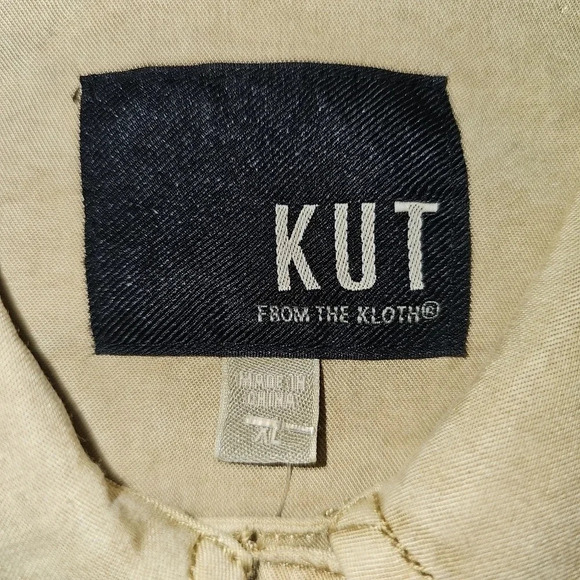 KUT
FROM THE KLOTH®
MADE IN
CHINA
XL